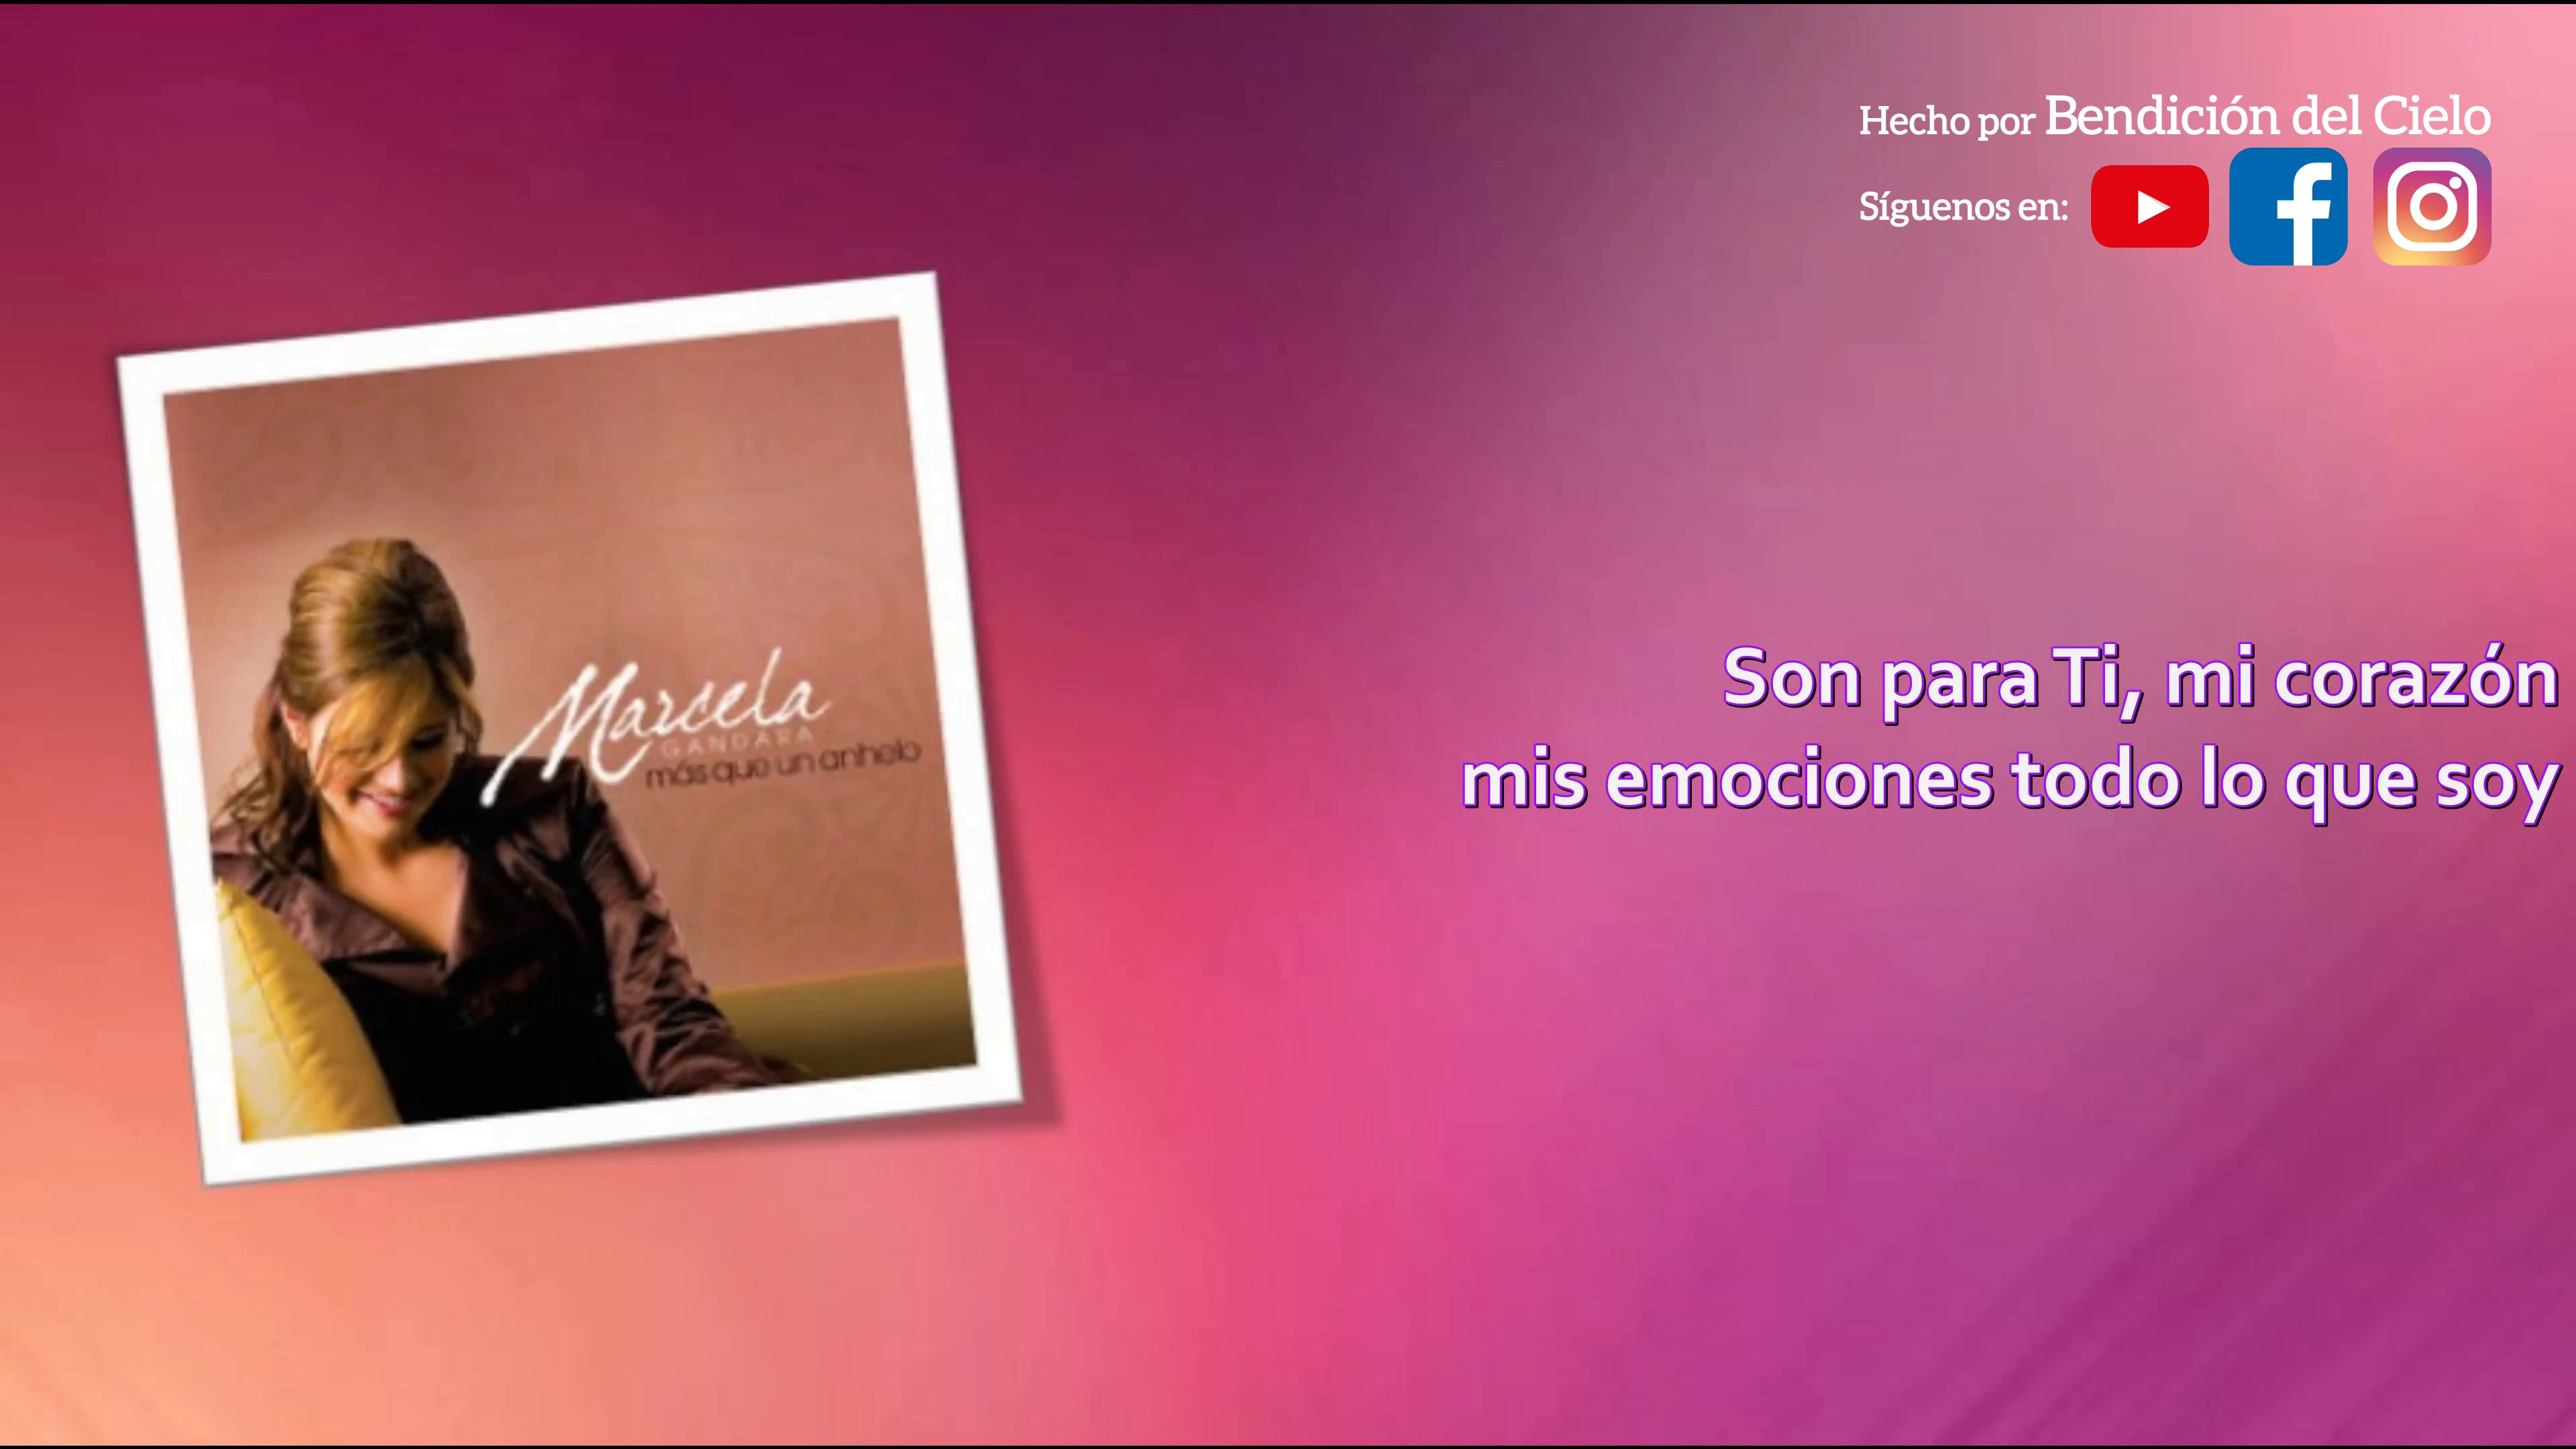 Hecho por Bendición del Cielo
Síguenos en:
Marcela
GANDARA
más que un anhelo
Son para Ti, mi corazón
mis emociones todo lo que soy